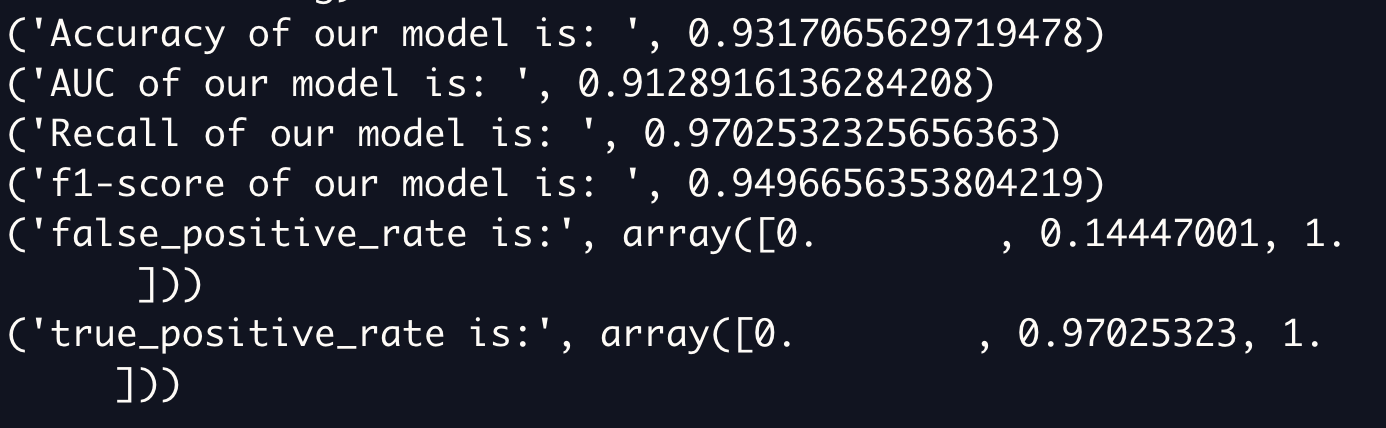 ('Accuracy of our model is: ', 0.9317065629719478)
('AUC of our model is: ', 0.9128916136284208)
('Recall of our model is: ', 0.9702532325656363)
('f1-score of our model is: ', 0.9496656353804219)
('false_positive_rate is:', array([0.        , 0.14447001, 1.
      ]))
('true_positive_rate is:', array([0.        , 0.97025323, 1.
     ]))